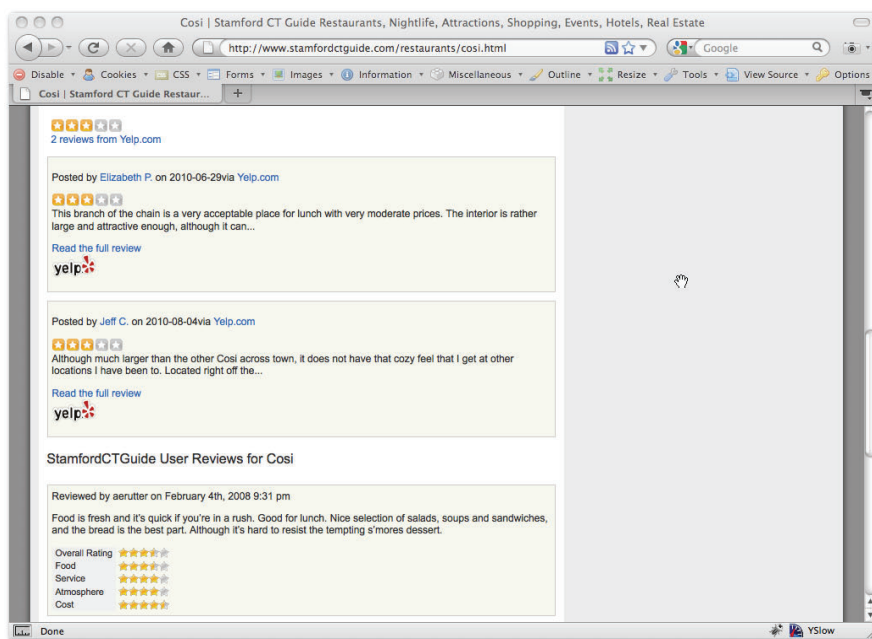 Cosi | Stamford CT Guide Restaurants, Nightlife, Attractions, Shopping, Events, Hotels, Real Estate
http://www.stamfordctguide.com/restaurants/cosi.html
Google
Disable Cookies CSS Forms Images Information Miscellaneous Outline Resize Tools View Source Options
Cosi | Stamford CT Guide Restaur... +
2 reviews from Yelp.com
Posted by Elizabeth P. on 2010-06-29via Yelp.com
This branch of the chain is a very acceptable place for lunch with very moderate prices. The interior is rather
large and attractive enough, although it can...
Read the full review
yelp
Posted by Jeff C. on 2010-08-04via Yelp.com
Although much larger than the other Cosi across town, it does not have that cozy feel that I get at other
locations I have been to. Located right off the...
Read the full review
yelp
StamfordCTGuide User Reviews for Cosi
Reviewed by aerutter on February 4th, 2008 9:31 pm
Food is fresh and it's quick if you're in a rush. Good for lunch. Nice selection of salads, soups and sandwiches,
and the bread is the best part. Although it's hard to resist the tempting s'mores dessert.
Overall Rating
Food
Service
Atmosphere
Cost
Done YSlow